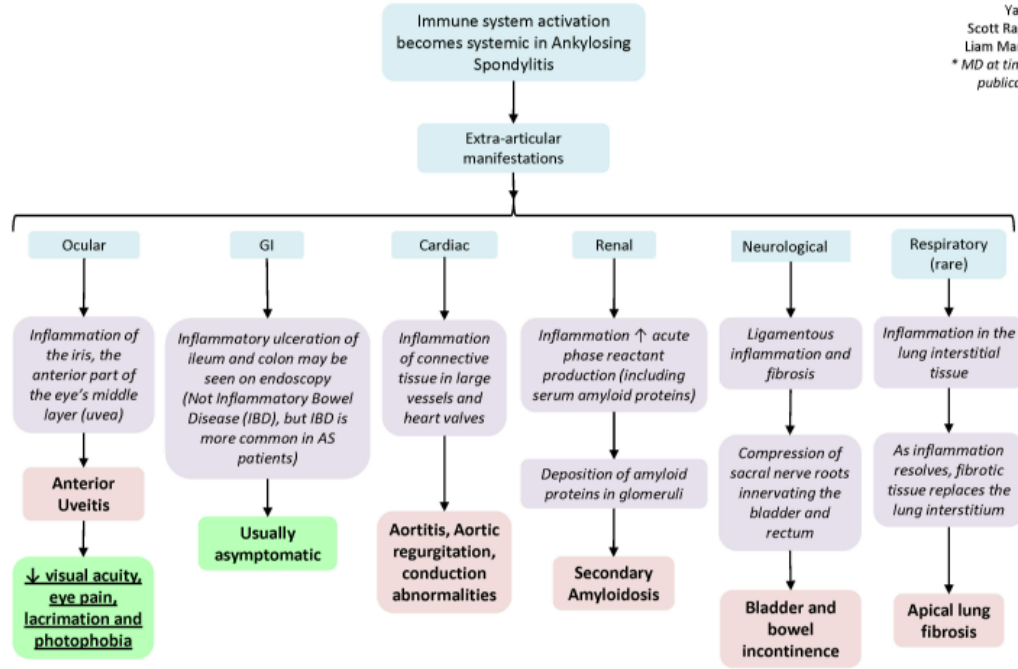 Immune system activation
becomes systemic in Ankylosing
Spondylitis
Ya
Scott Ra
Liam Mar
* MD at tim
publica
Extra-articular
manifestations
Ocular
GI
Cardiac
Renal
Neurological
Respiratory
(rare)
Inflammation of
the iris, the
anterior part of
the eye's middle
layer (uvea)
Anterior
Uveitis
↓ visual acuity,
eye pain,
lacrimation and
photophobia
Inflammatory ulceration of
ileum and colon may be
seen on endoscopy
(Not Inflammatory Bowel
Disease (IBD), but IBD is
more common in AS
patients)
Usually
asymptomatic
Inflammation
of connective
tissue in large
vessels and
heart valves
Aortitis, Aortic
regurgitation,
conduction
abnormalities
Inflammation ↑ acute
phase reactant
production (including
serum amyloid proteins)
Deposition of amyloid
proteins in glomeruli
Secondary
Amyloidosis
Ligamentous
inflammation and
fibrosis
Compression of
sacral nerve roots
innervating the
bladder and
rectum
Bladder and
bowel
incontinence
Inflammation in the
lung interstitial
tissue
As inflammation
resolves, fibrotic
tissue replaces the
lung interstitium
Apical lung
fibrosis